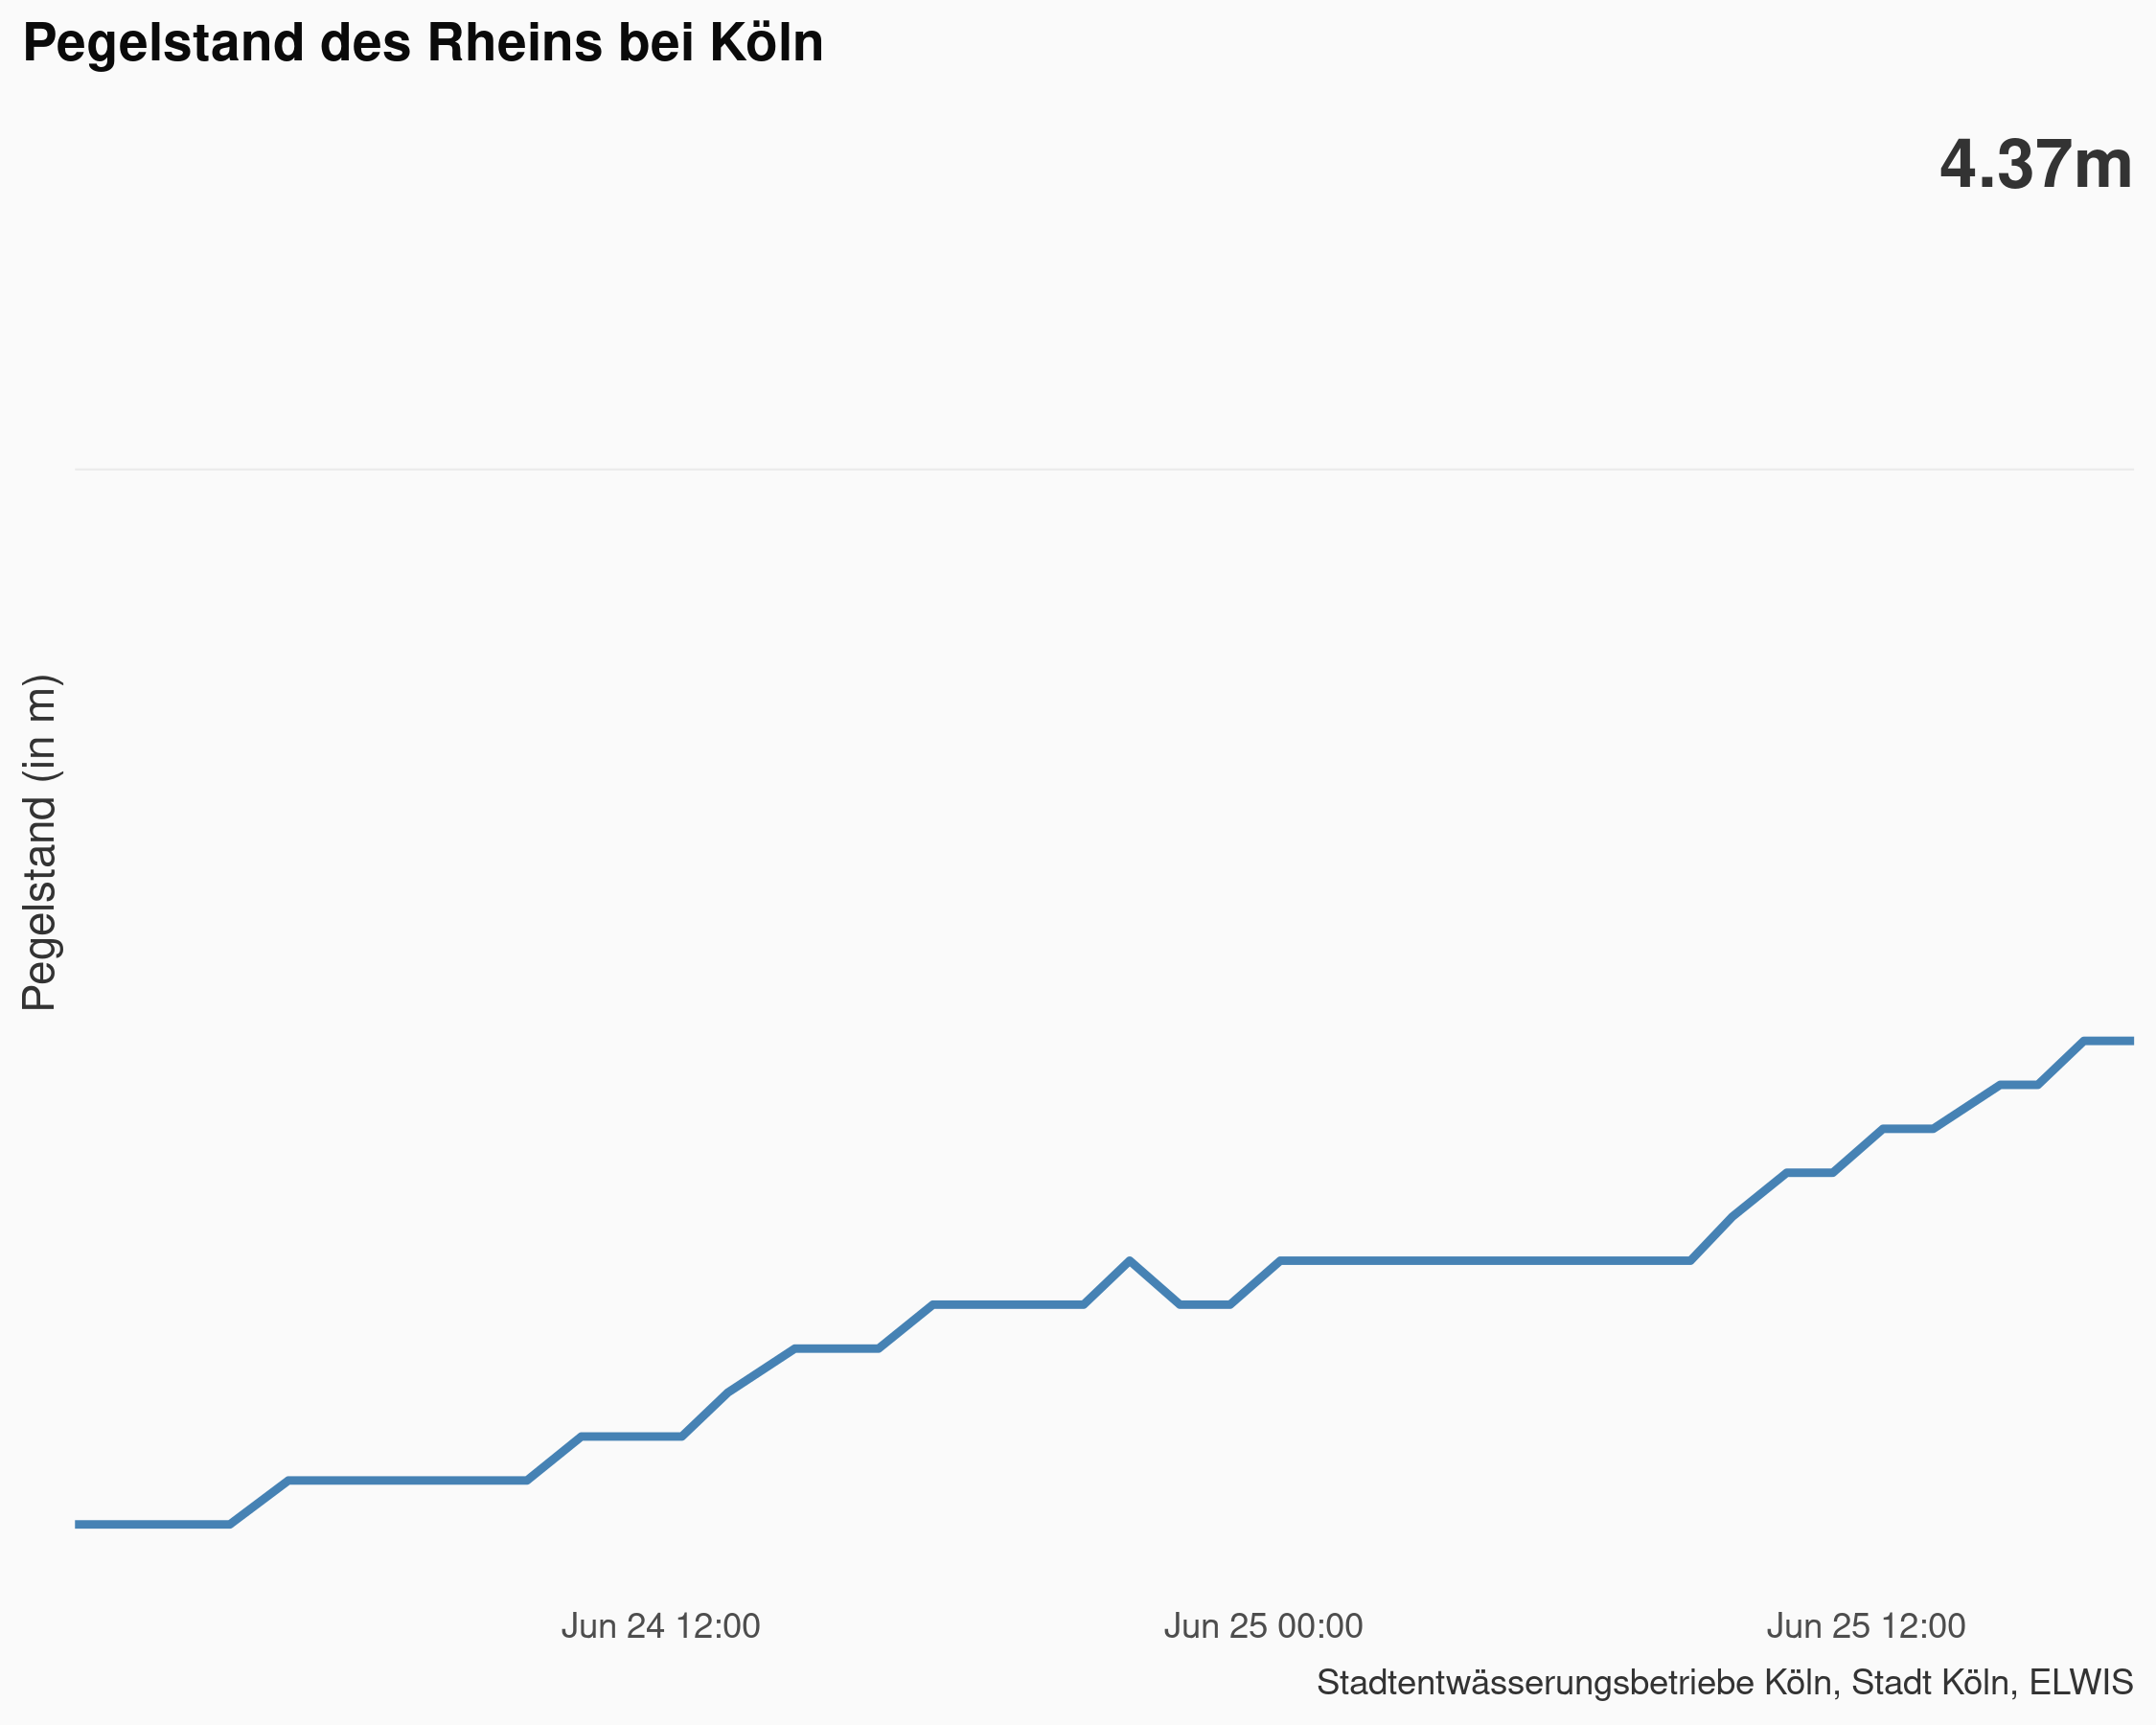 Pegelstand des Rheins bei Köln
4.37m
Pegelstand (in m)
Jun 24 12:00
Jun 25 00:00
Jun 25 12:00
Stadtentwässerungsbetriebe Köln, Stadt Köln, ELWIS